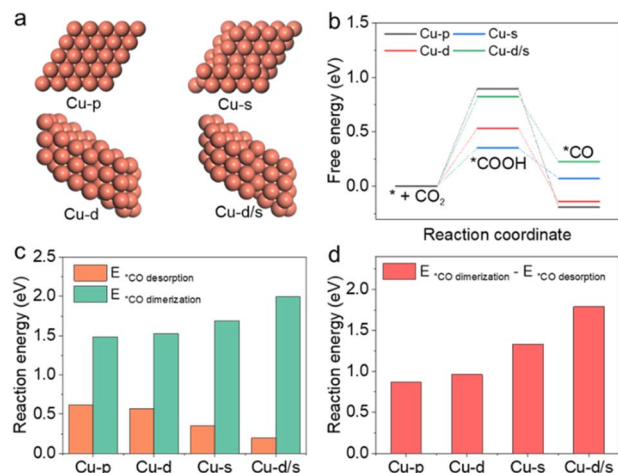 a
Cu-p
Cu-s
Cu-d
Cu-d/s
b
Cu-p
Cu-s
Cu-d
Cu-d/s
Free energy (eV)
1.0
0.5
0.0
* + CO2
*COOH
*CO
Reaction coordinate
c
E *CO desorption
E *CO dimerization
Reaction energy (eV)
2.5
2.0
1.5
1.0
0.5
0.0
Cu-p Cu-d Cu-s Cu-d/s
d
E *CO dimerization - E *CO desorption
Reaction energy (eV)
2.0
1.5
1.0
0.5
0.0
Cu-p Cu-d Cu-s Cu-d/s